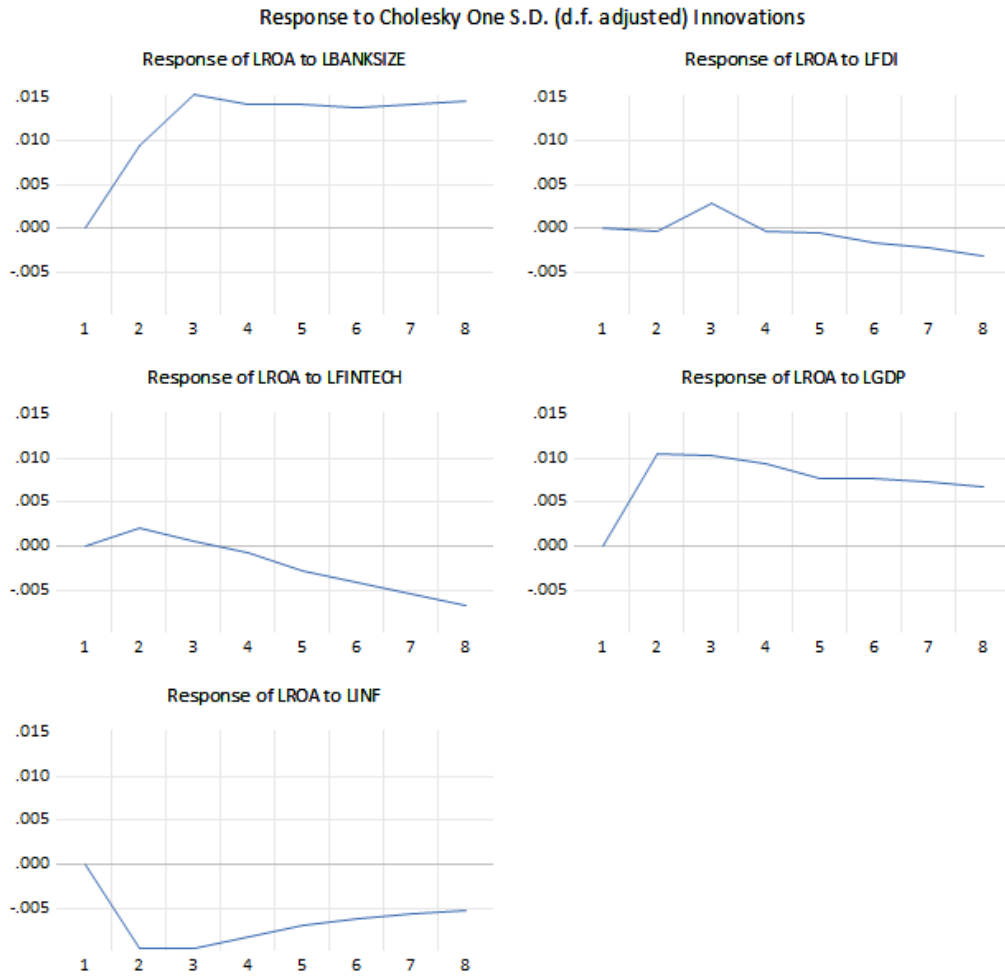 Response to Cholesky One S.D. (d.f. adjusted) Innovations
Response of LROA to LBANKSIZE
.015
.010
.005
.000
-.005
1 2 3 4 5 6 7 8
Response of LROA to LFDI
.015
.010
.005
.000
-.005
1 2 3 4 5 6 7 8
Response of LROA to LFINTECH
.015
.010
.005
.000
-.005
1 2 3 4 5 6 7 8
Response of LROA to LGDP
.015
.010
.005
.000
-.005
1 2 3 4 5 6 7 8
Response of LROA to LINF
.015
.010
.005
.000
-.005
1 2 3 4 5 6 7 8